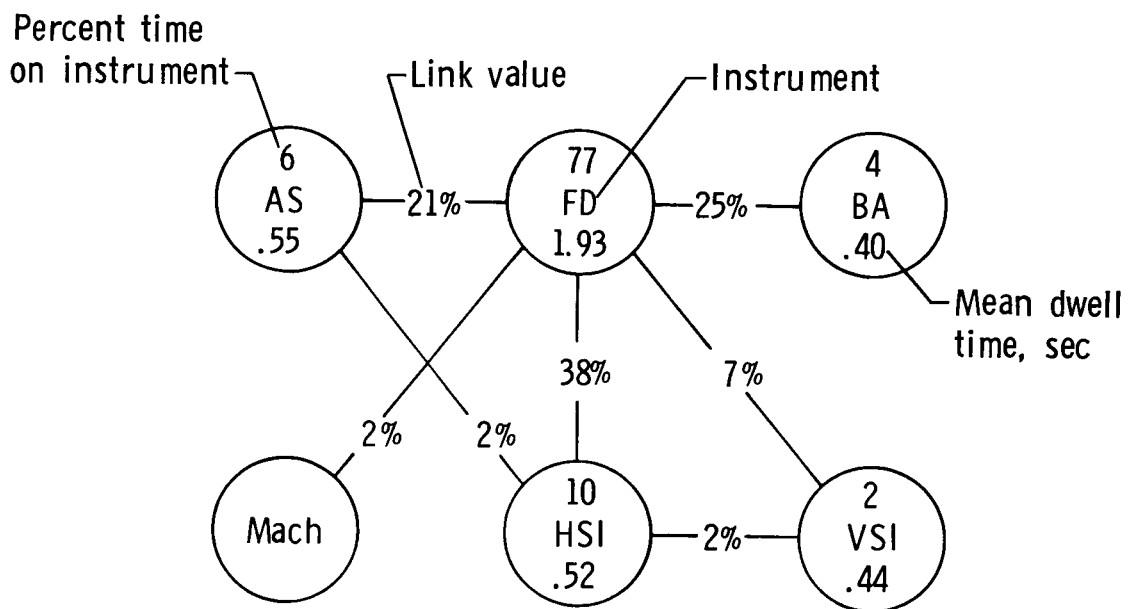 Percent time
on instrument
Link value
Instrument
6
AS
.55
21%
77
FD
1.93
25%
4
BA
.40
Mean dwell
time, sec
38%
7%
2%
2%
Mach
10
HSI
.52
2%
2
VSI
.44